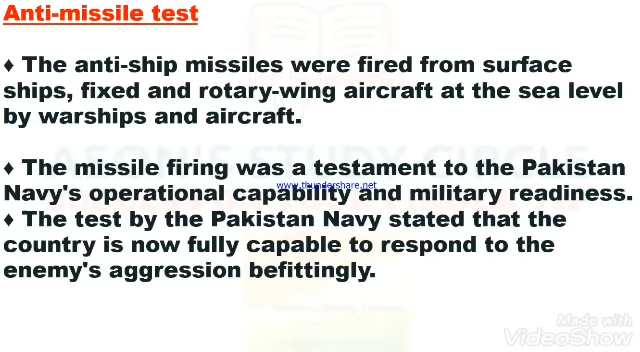 Anti-missile test
♦ The anti-ship missiles were fired from surface
ships, fixed and rotary-wing aircraft at the sea level
by warships and aircraft.
♦ The missile firing was a testament to the Pakistan
Navy's operational capability and military readiness.
www.thundershare.net
♦ The test by the Pakistan Navy stated that the
country is now fully capable to respond to the
enemy's aggression befittingly.
Made with
VideoShow